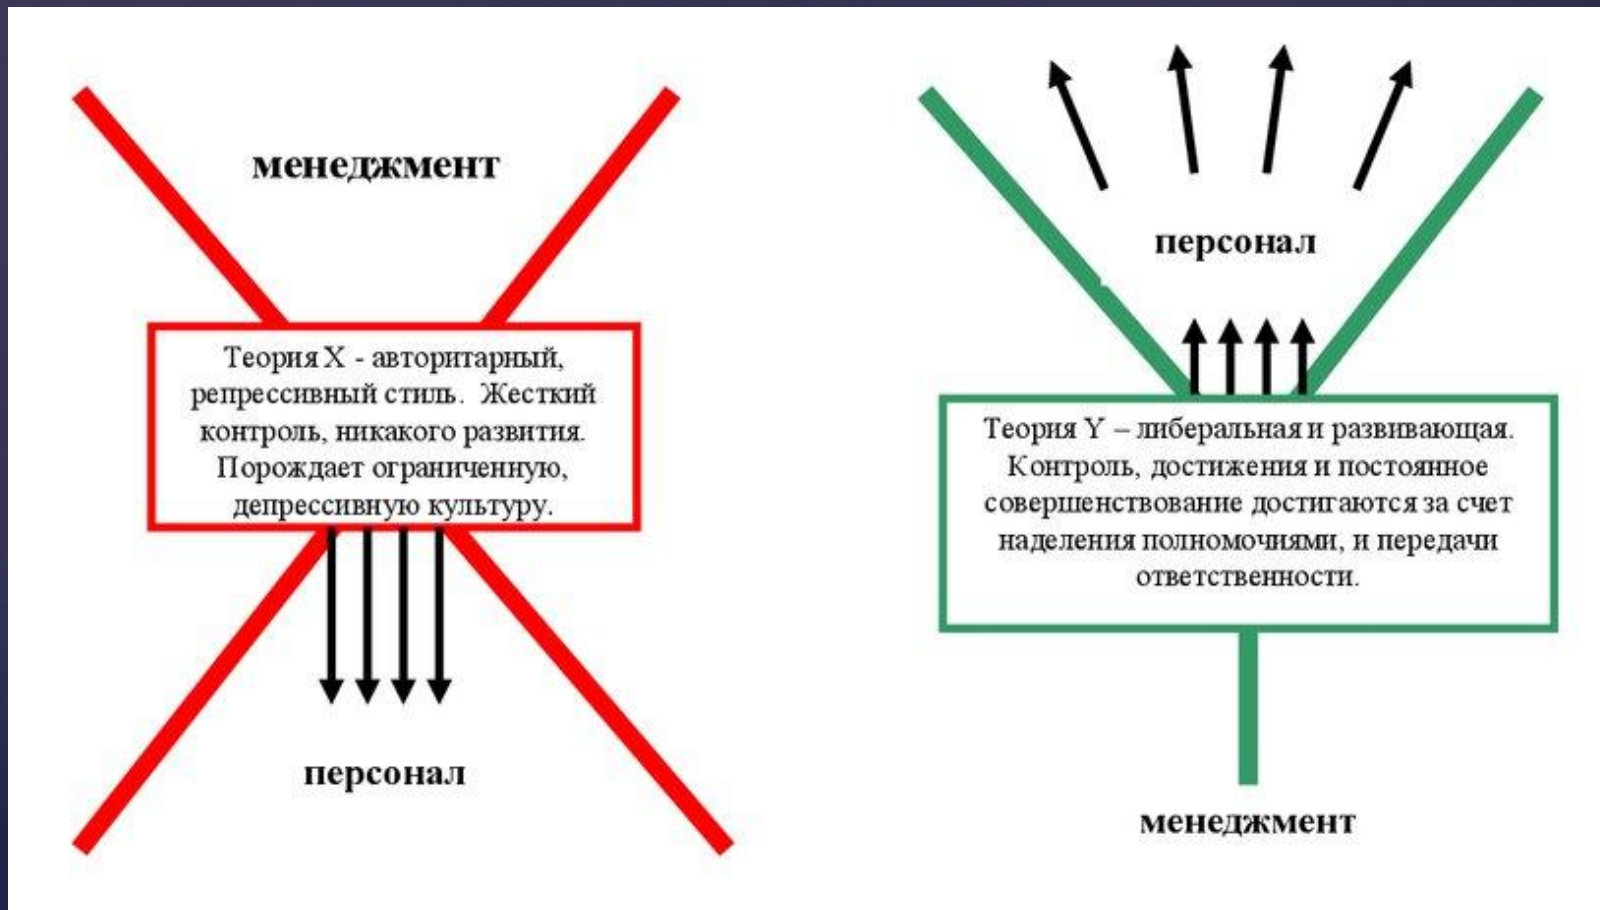 менеджмент
Теория X - авторитарный,
репрессивный стиль. Жесткий
контроль, никакого развития.
Порождает ограниченную,
депрессивную культуру.
персонал
персонал
Теория Y – либеральная и развивающая.
Контроль, достижения и постоянное
совершенствование достигаются за счет
наделения полномочиями, и передачи
ответственности.
менеджмент